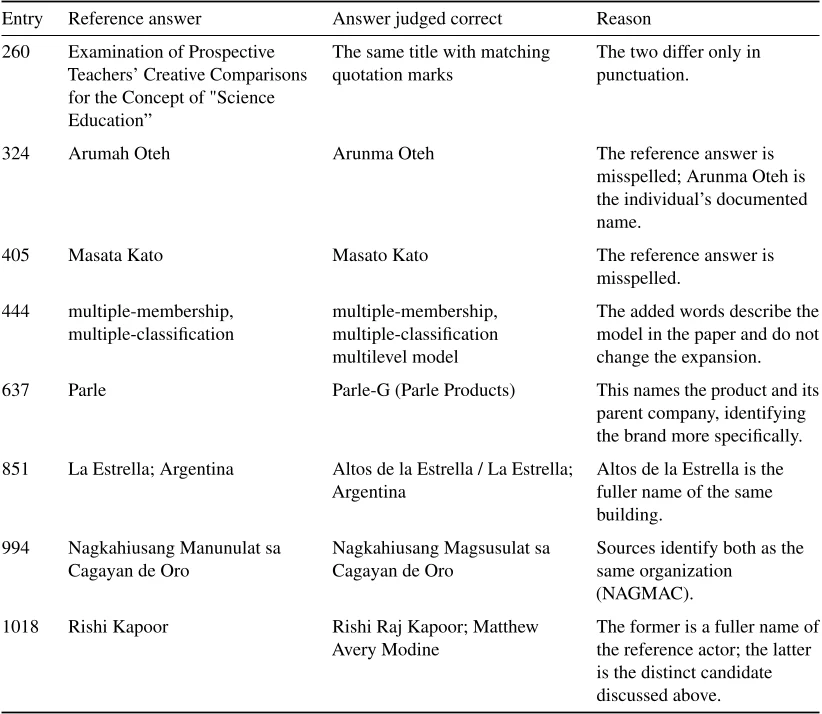 Entry Reference answer Answer judged correct Reason
260 Examination of Prospective The same title with matching The two differ only in
Teachers’ Creative Comparisons quotation marks punctuation.
for the Concept of "Science
Education”
324 Arumah Oteh Arunma Oteh The reference answer is
misspelled; Arunma Oteh is
the individual’s documented
name.
405 Masata Kato Masato Kato The reference answer is
misspelled.
444 multiple-membership, multiple-membership, The added words describe the
multiple-classification multiple-classification model in the paper and do not
multilevel model change the expansion.
637 Parle Parle-G (Parle Products) This names the product and its
parent company, identifying
the brand more specifically.
851 La Estrella; Argentina Altos de la Estrella / La Estrella; Altos de la Estrella is the
Argentina fuller name of the same
building.
994 Nagkahiusang Manunulat sa Nagkahiusang Magsusulat sa Sources identify both as the
Cagayan de Oro Cagayan de Oro same organization
(NAGMAC).
1018 Rishi Kapoor Rishi Raj Kapoor; Matthew The former is a fuller name of
Avery Modine the reference actor; the latter
is the distinct candidate
discussed above.